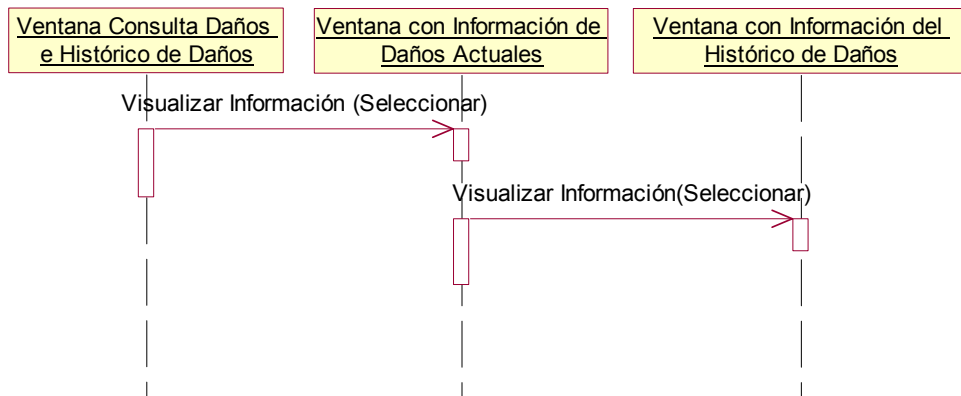 Ventana Consulta Daños
e Histórico de Daños
Ventana con Información de
Daños Actuales
Ventana con Información del
Histórico de Daños
Visualizar Información (Seleccionar)
Visualizar Información(Seleccionar)